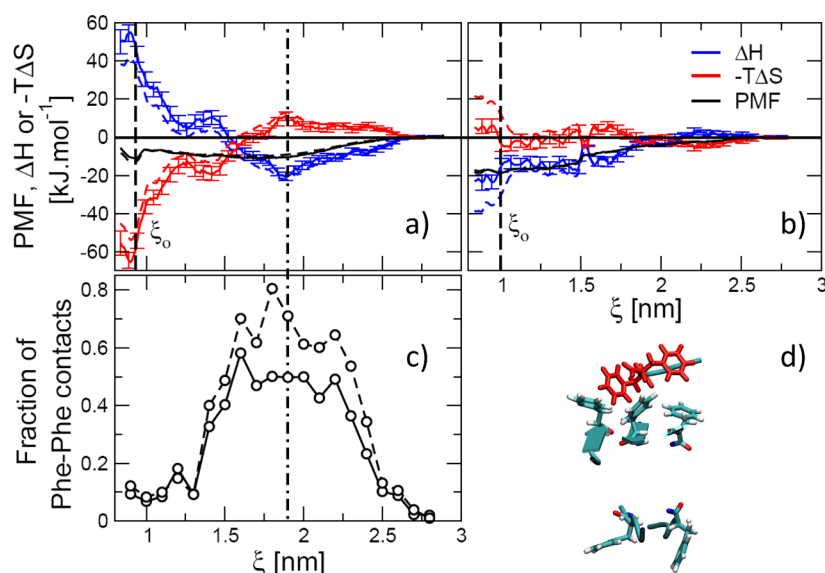 60
40
20
0
-20
-40
-60
PMF, ΔH or -TΔS
[kJ.mol⁻¹]
ξₒ
a)
ΔH
-TΔS
PMF
ξₒ
b)
1 1.5 2 2.5 3
ξ [nm]
0.8
0.6
0.4
0.2
0
Fraction of
Phe-Phe contacts
c)
1 1.5 2 2.5 3
ξ [nm]
d)